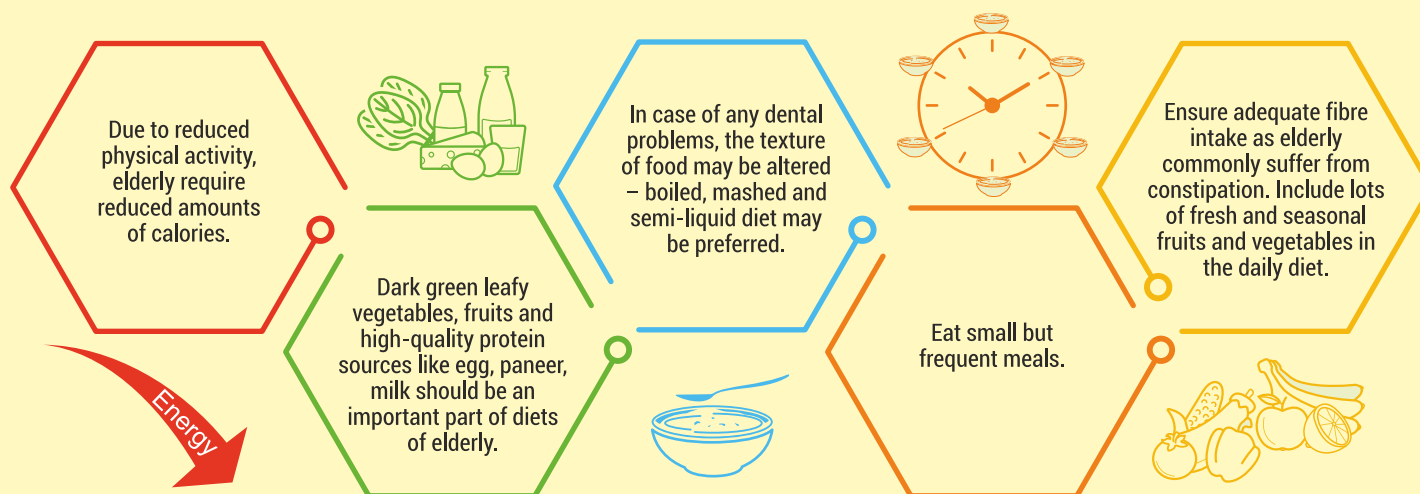 Due to reduced
physical activity,
elderly require
reduced amounts
of calories.
Energy
Dark green leafy
vegetables, fruits and
high-quality protein
sources like egg, paneer,
milk should be an
important part of diets
of elderly.
In case of any dental
problems, the texture
of food may be altered
– boiled, mashed and
semi-liquid diet may
be preferred.
Eat small but
frequent meals.
Ensure adequate fibre
intake as elderly
commonly suffer from
constipation. Include lots
of fresh and seasonal
fruits and vegetables in
the daily diet.